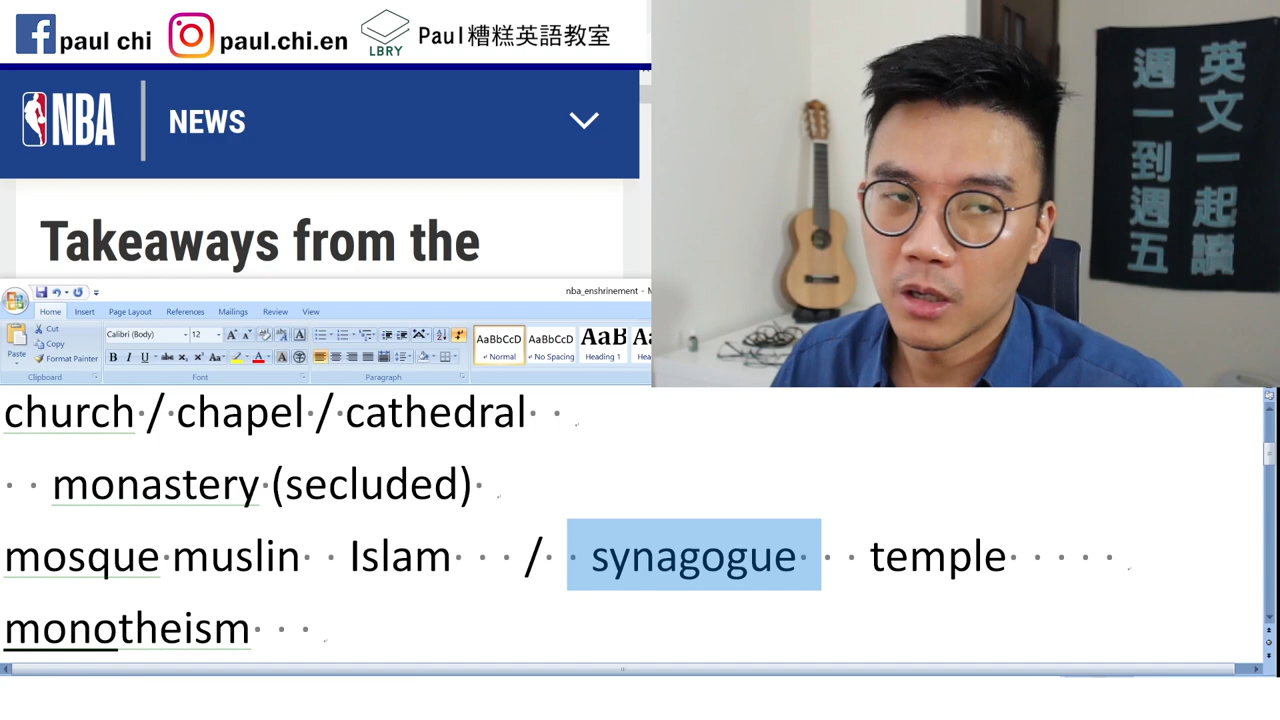 paul chi
paul.chi.en
LBRY
Paul糟糕英語教室
NBA
NEWS
Takeaways from the
nba_enshrinement - M
Home Insert Page Layout References Mailings Review View
Paste
Cut
Copy
Format Painter
Clipboard
Calibri (Body) 12
Font
Paragraph
AaBbCcD
Normal
AaBbCcD
No Spacing
AaB
Heading 1
church / chapel / cathedral
monastery (secluded)
mosque muslin Islam / synagogue temple
monotheism
英文一起讀
週一到週五